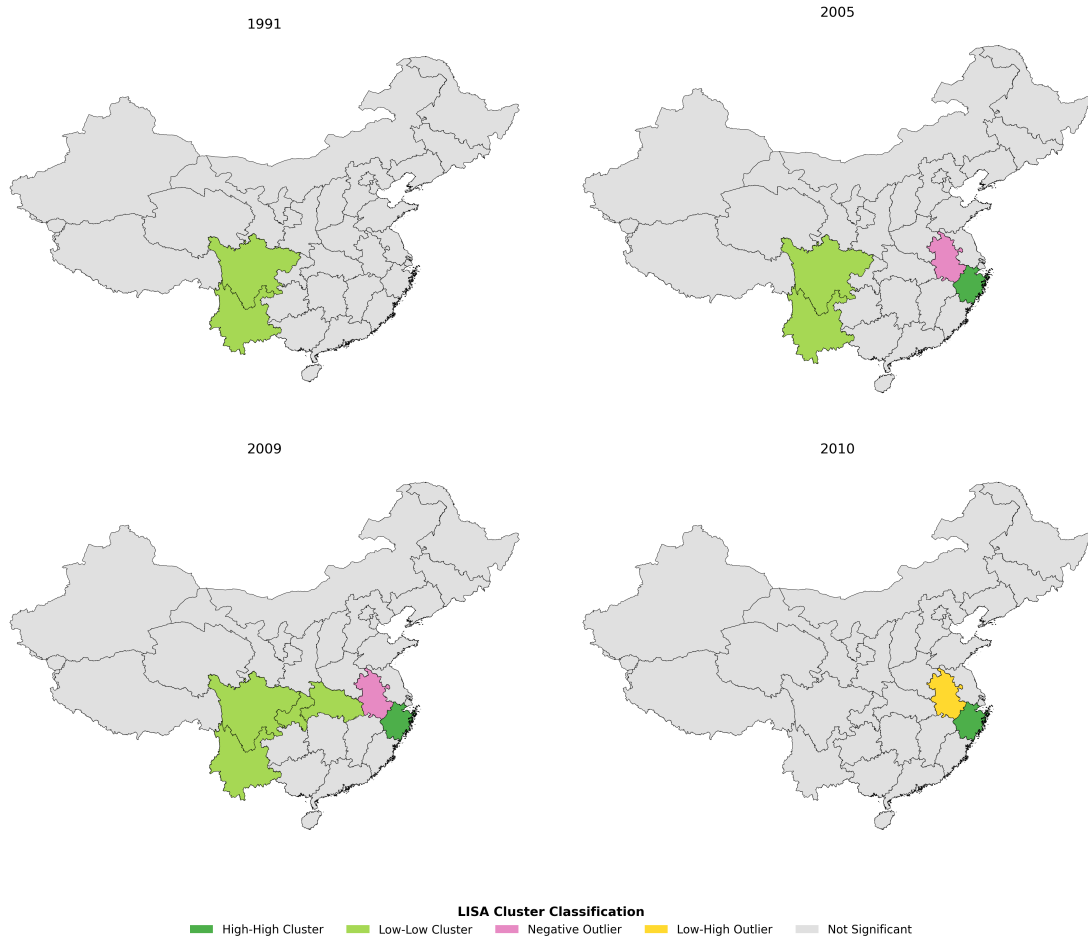 1991
2005
2009
2010
LISA Cluster Classification
High-High Cluster
Low-Low Cluster
Negative Outlier
Low-High Outlier
Not Significant